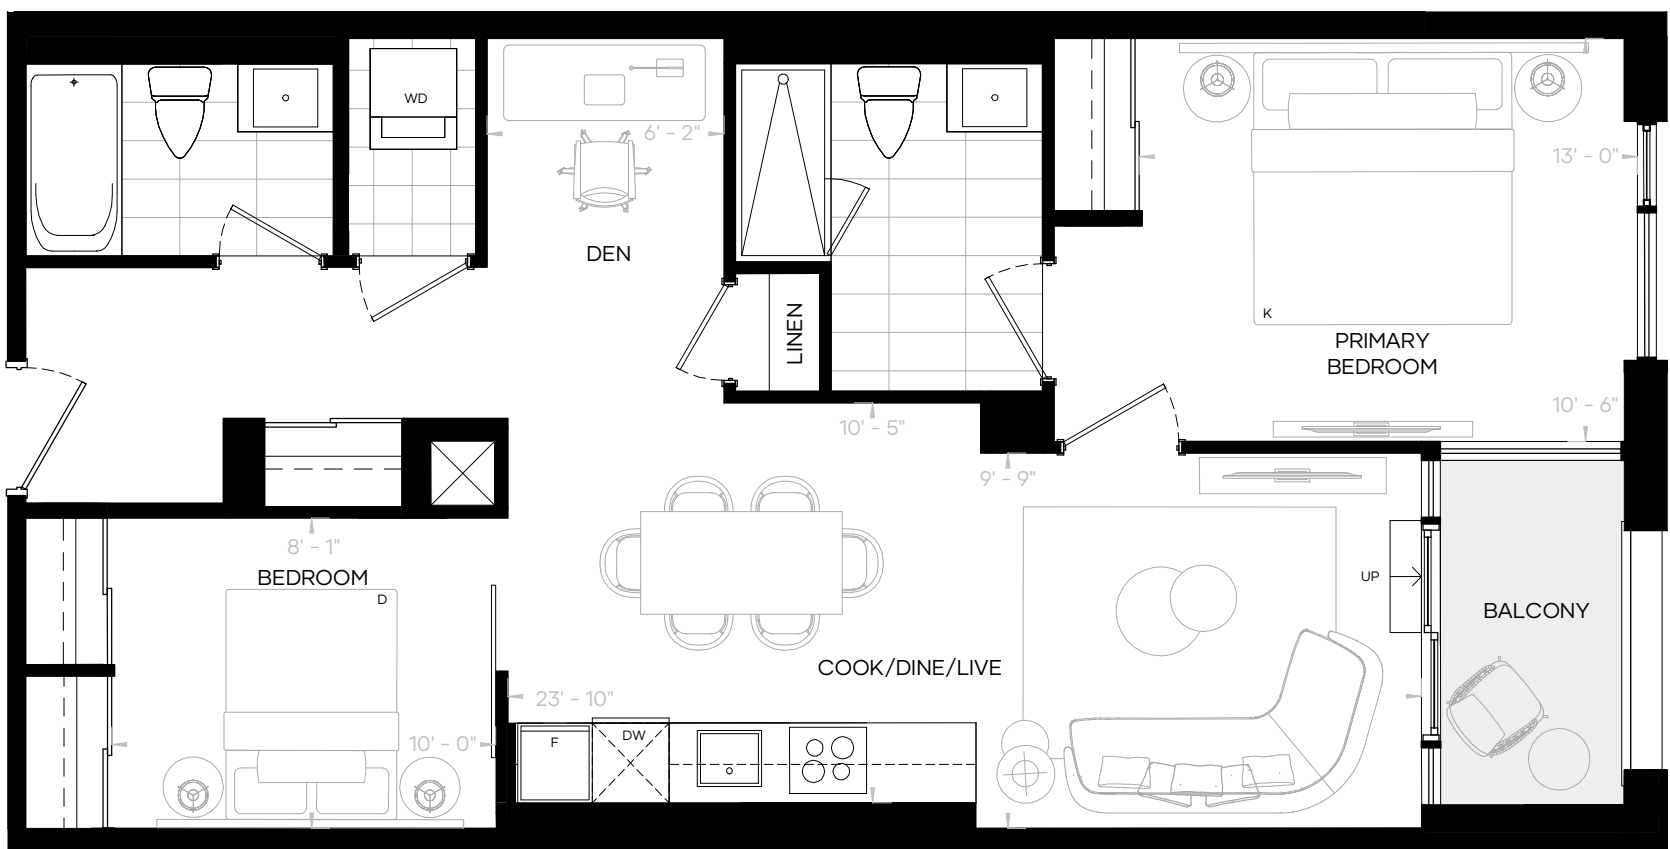 WD
6' - 2"
DEN
LINEN
13' - 0"
K
PRIMARY
BEDROOM
10' - 6"
10' - 5"
9' - 9"
8' - 1"
BEDROOM
D
UP
BALCONY
COOK/DINE/LIVE
23' - 10"
10' - 0"
F
DW